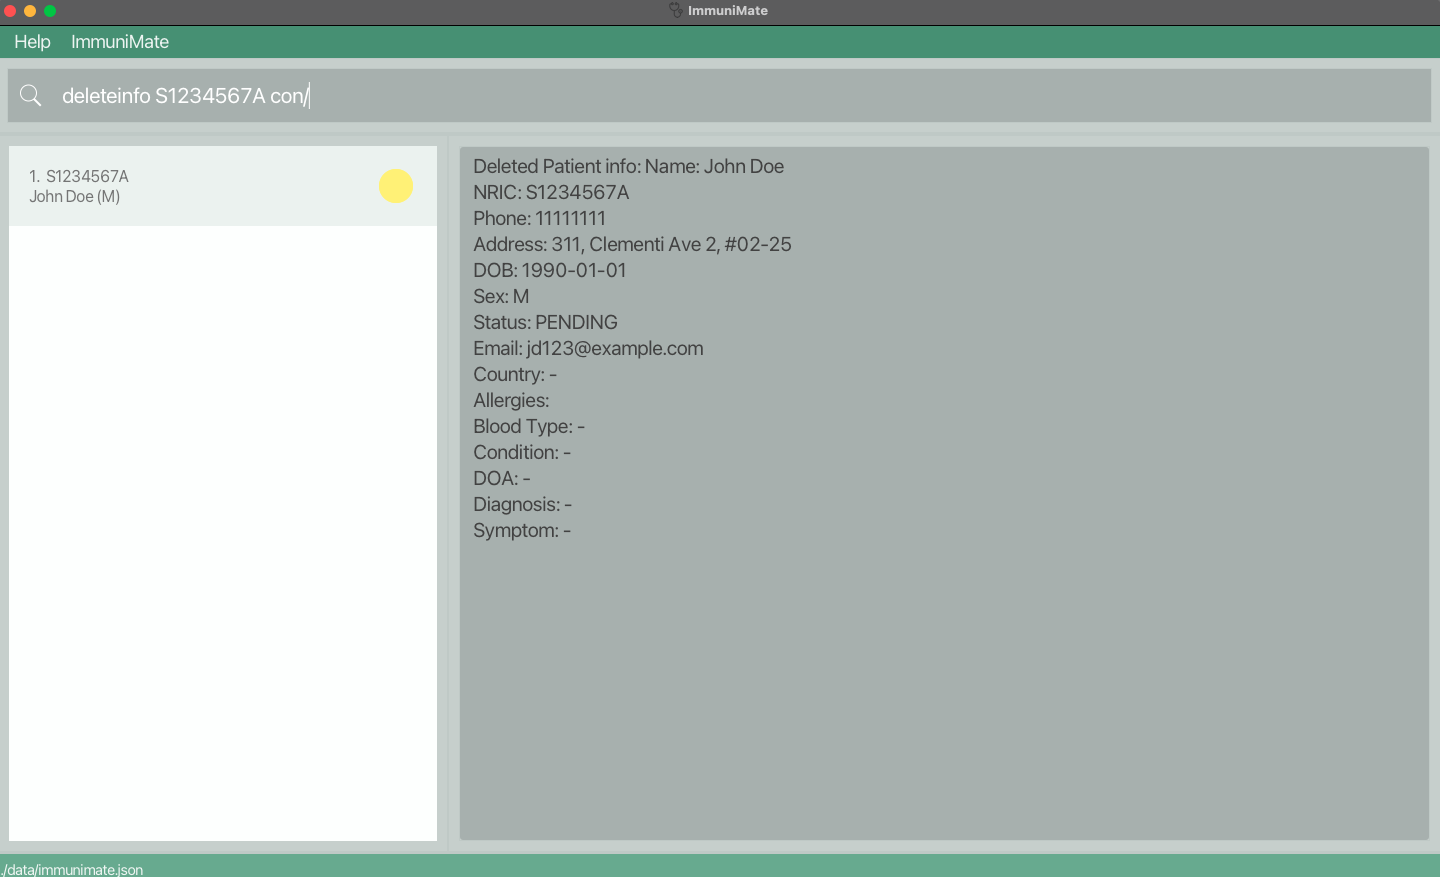 ImmuniMate
Help ImmuniMate
deleteinfo S1234567A con/
1. S1234567A
John Doe (M)
Deleted Patient info: Name: John Doe
NRIC: S1234567A
Phone: 11111111
Address: 311, Clementi Ave 2, #02-25
DOB: 1990-01-01
Sex: M
Status: PENDING
Email: jd123@example.com
Country: -
Allergies:
Blood Type: -
Condition: -
DOA: -
Diagnosis: -
Symptom: -
./data/immunimate.json